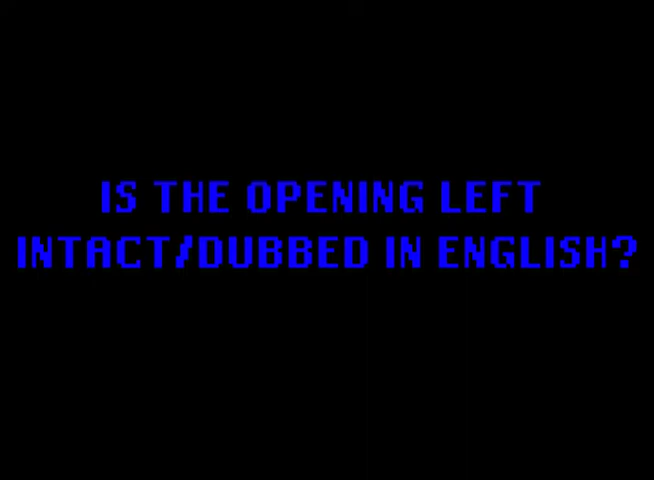 IS THE OPENING LEFT
INTACT/DUBBED IN ENGLISH?